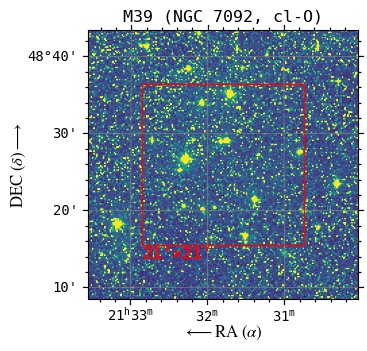 M39 (NGC 7092, cl-O)
48°40'
30'
20'
10'
DEC (δ) ⟶
21'×21'
21ʰ33ᵐ 32ᵐ 31ᵐ
⟵ RA (α)